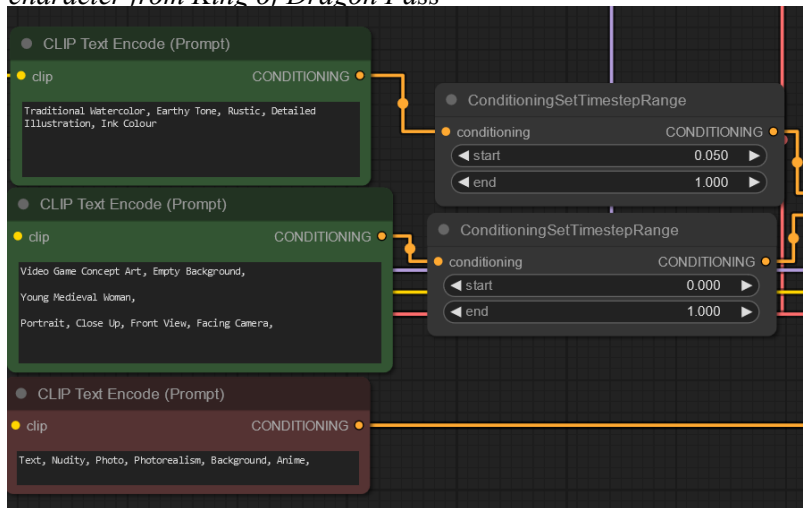 character from King of Dragon Pass
CLIP Text Encode (Prompt)
clip CONDITIONING
Traditional Watercolor, Earthy Tone, Rustic, Detailed
Illustration, Ink Colour
ConditioningSetTimestepRange
conditioning CONDITIONING
start 0.050
end 1.000
CLIP Text Encode (Prompt)
clip CONDITIONING
Video Game Concept Art, Empty Background,
Young Medieval Woman,
Portrait, Close Up, Front View, Facing Camera,
ConditioningSetTimestepRange
conditioning CONDITIONING
start 0.000
end 1.000
CLIP Text Encode (Prompt)
clip CONDITIONING
Text, Nudity, Photo, Photorealism, Background, Anime,